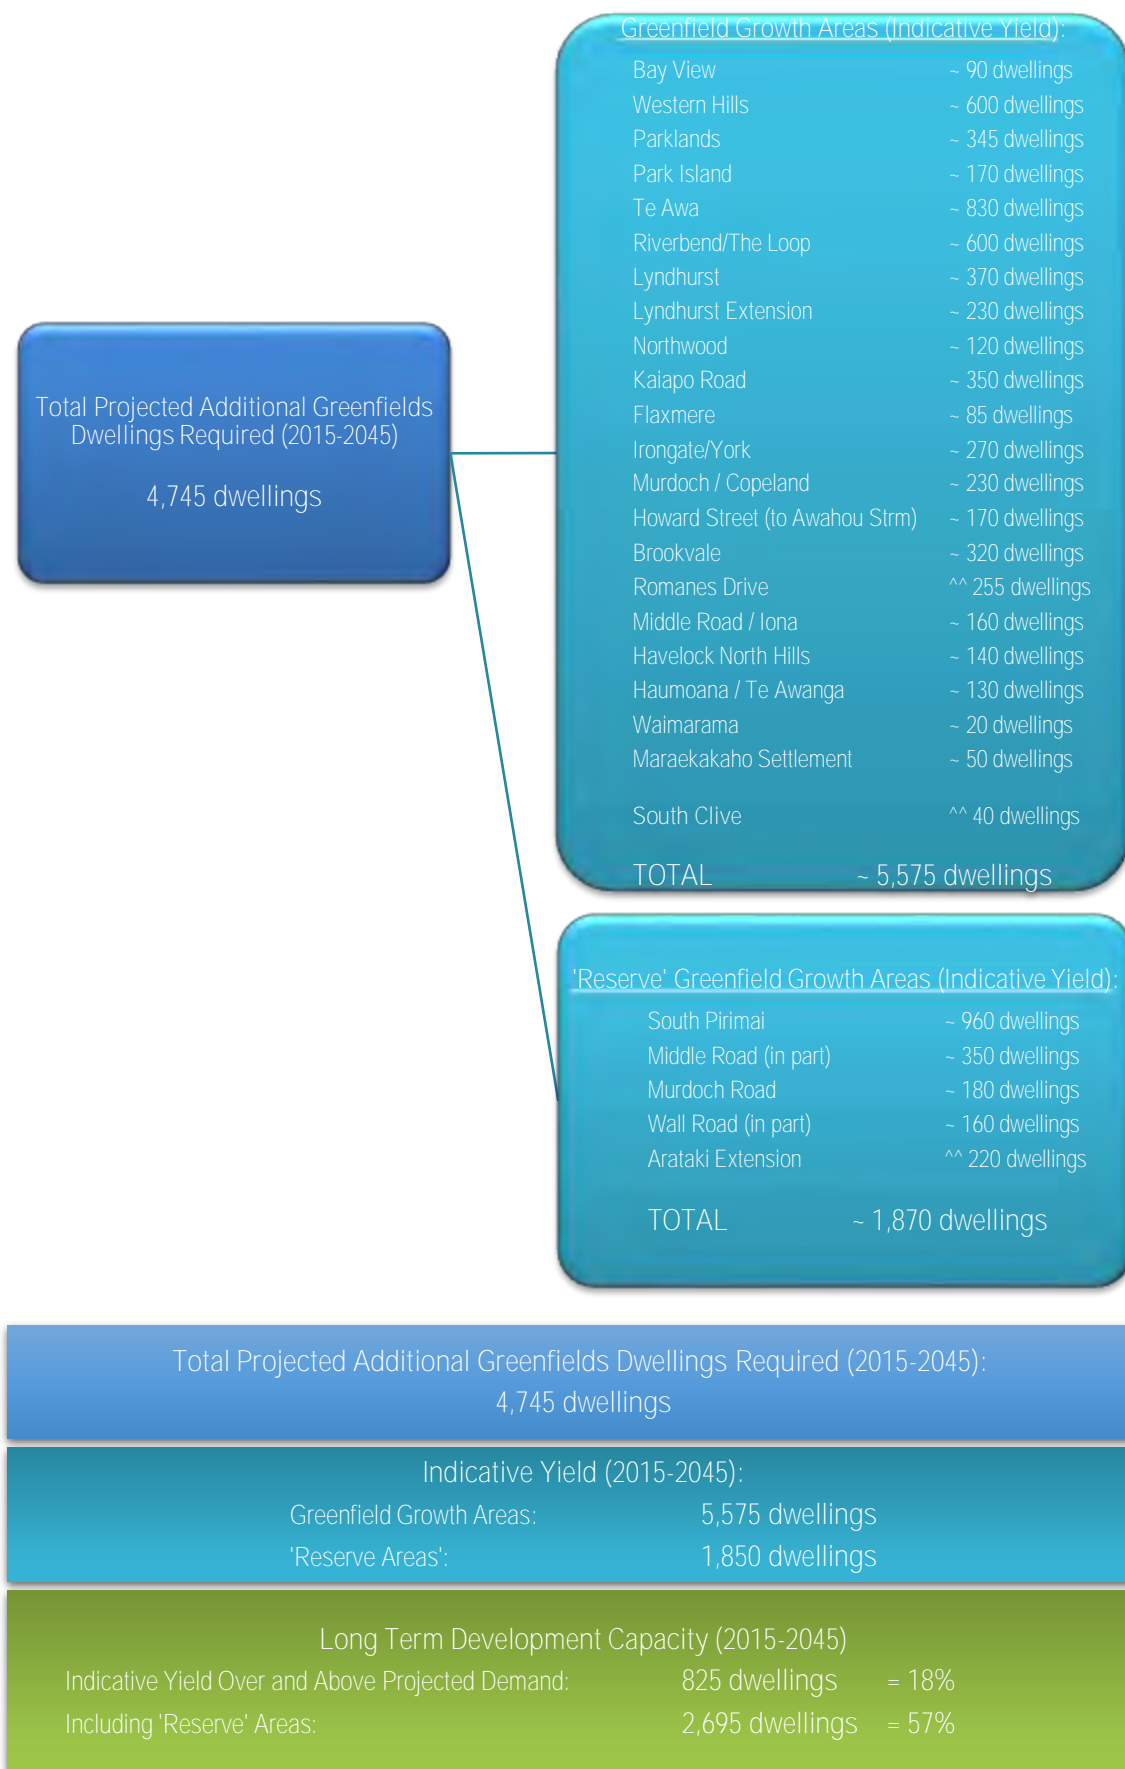 Greenfield Growth Areas (Indicative Yield):
Bay View ~ 90 dwellings
Western Hills ~ 600 dwellings
Parklands ~ 345 dwellings
Park Island ~ 170 dwellings
Te Awa ~ 830 dwellings
Riverbend/The Loop ~ 600 dwellings
Lyndhurst ~ 370 dwellings
Lyndhurst Extension ~ 230 dwellings
Northwood ~ 120 dwellings
Kaiapo Road ~ 350 dwellings
Flaxmere ~ 85 dwellings
Irongate/York ~ 270 dwellings
Murdoch / Copeland ~ 230 dwellings
Howard Street (to Awahou Strm) ~ 170 dwellings
Brookvale ~ 320 dwellings
Romanes Drive ^^ 255 dwellings
Middle Road / Iona ~ 160 dwellings
Havelock North Hills ~ 140 dwellings
Haumoana / Te Awanga ~ 130 dwellings
Waimarama ~ 20 dwellings
Maraekakaho Settlement ~ 50 dwellings
South Clive ^^ 40 dwellings
TOTAL ~ 5,575 dwellings
Total Projected Additional Greenfields
Dwellings Required (2015-2045)
4,745 dwellings
'Reserve' Greenfield Growth Areas (Indicative Yield):
South Pirimai ~ 960 dwellings
Middle Road (in part) ~ 350 dwellings
Murdoch Road ~ 180 dwellings
Wall Road (in part) ~ 160 dwellings
Arataki Extension ^^ 220 dwellings
TOTAL ~ 1,870 dwellings
Total Projected Additional Greenfields Dwellings Required (2015-2045):
4,745 dwellings
Indicative Yield (2015-2045):
Greenfield Growth Areas: 5,575 dwellings
'Reserve Areas': 1,850 dwellings
Long Term Development Capacity (2015-2045)
Indicative Yield Over and Above Projected Demand: 825 dwellings = 18%
Including 'Reserve' Areas: 2,695 dwellings = 57%